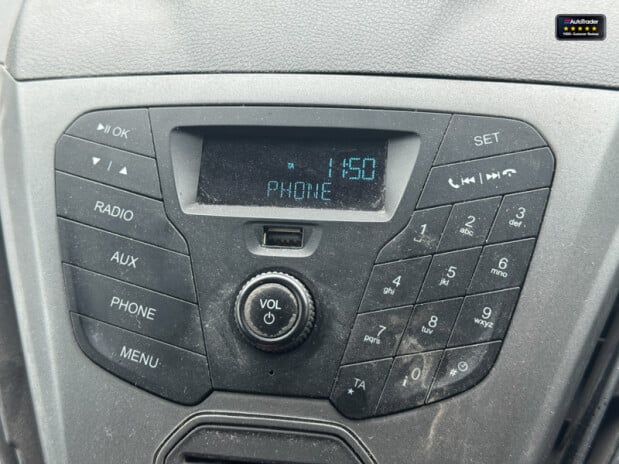 AutoTrader
OK
SET
TA 11:50
PHONE
RADIO
AUX
PHONE
MENU
VOL
1
2 abc
3 def
4 ghi
5 jkl
6 mno
7 pqrs
8 tuv
9 wxyz
TA *
i 0
#